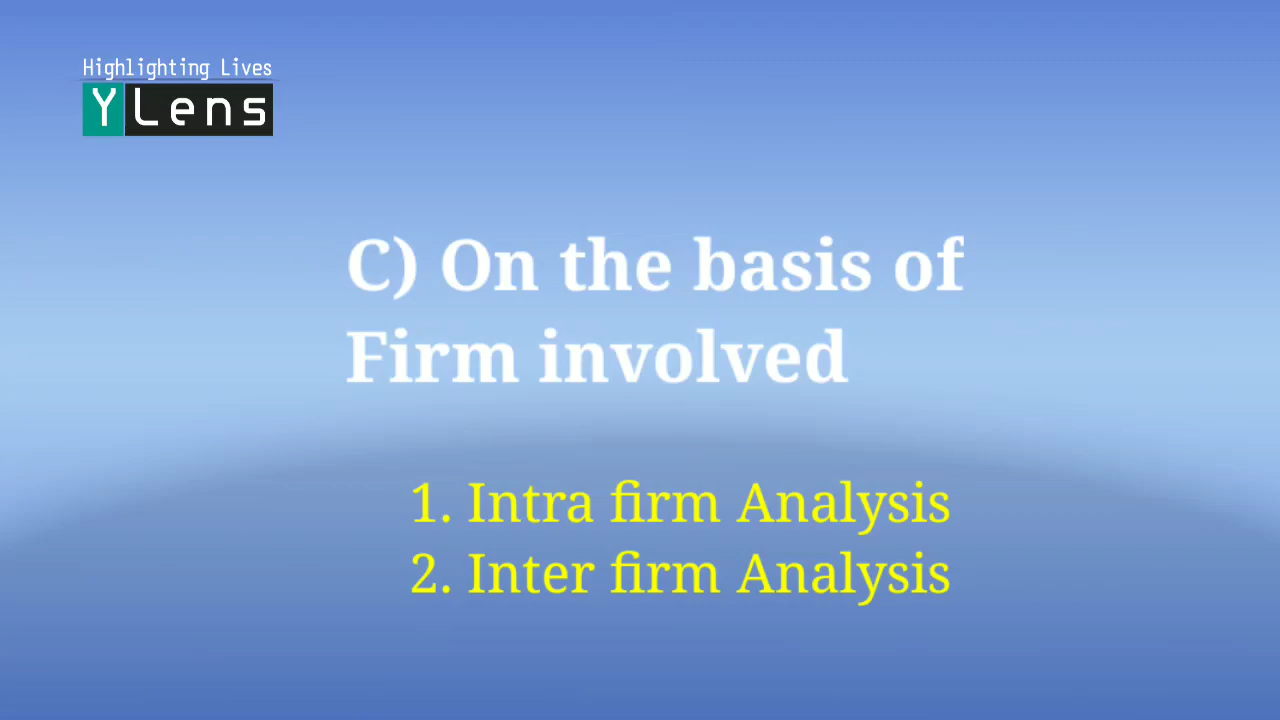 Highlighting Lives
YLens
C) On the basis of
Firm involved
1. Intra firm Analysis
2. Inter firm Analysis